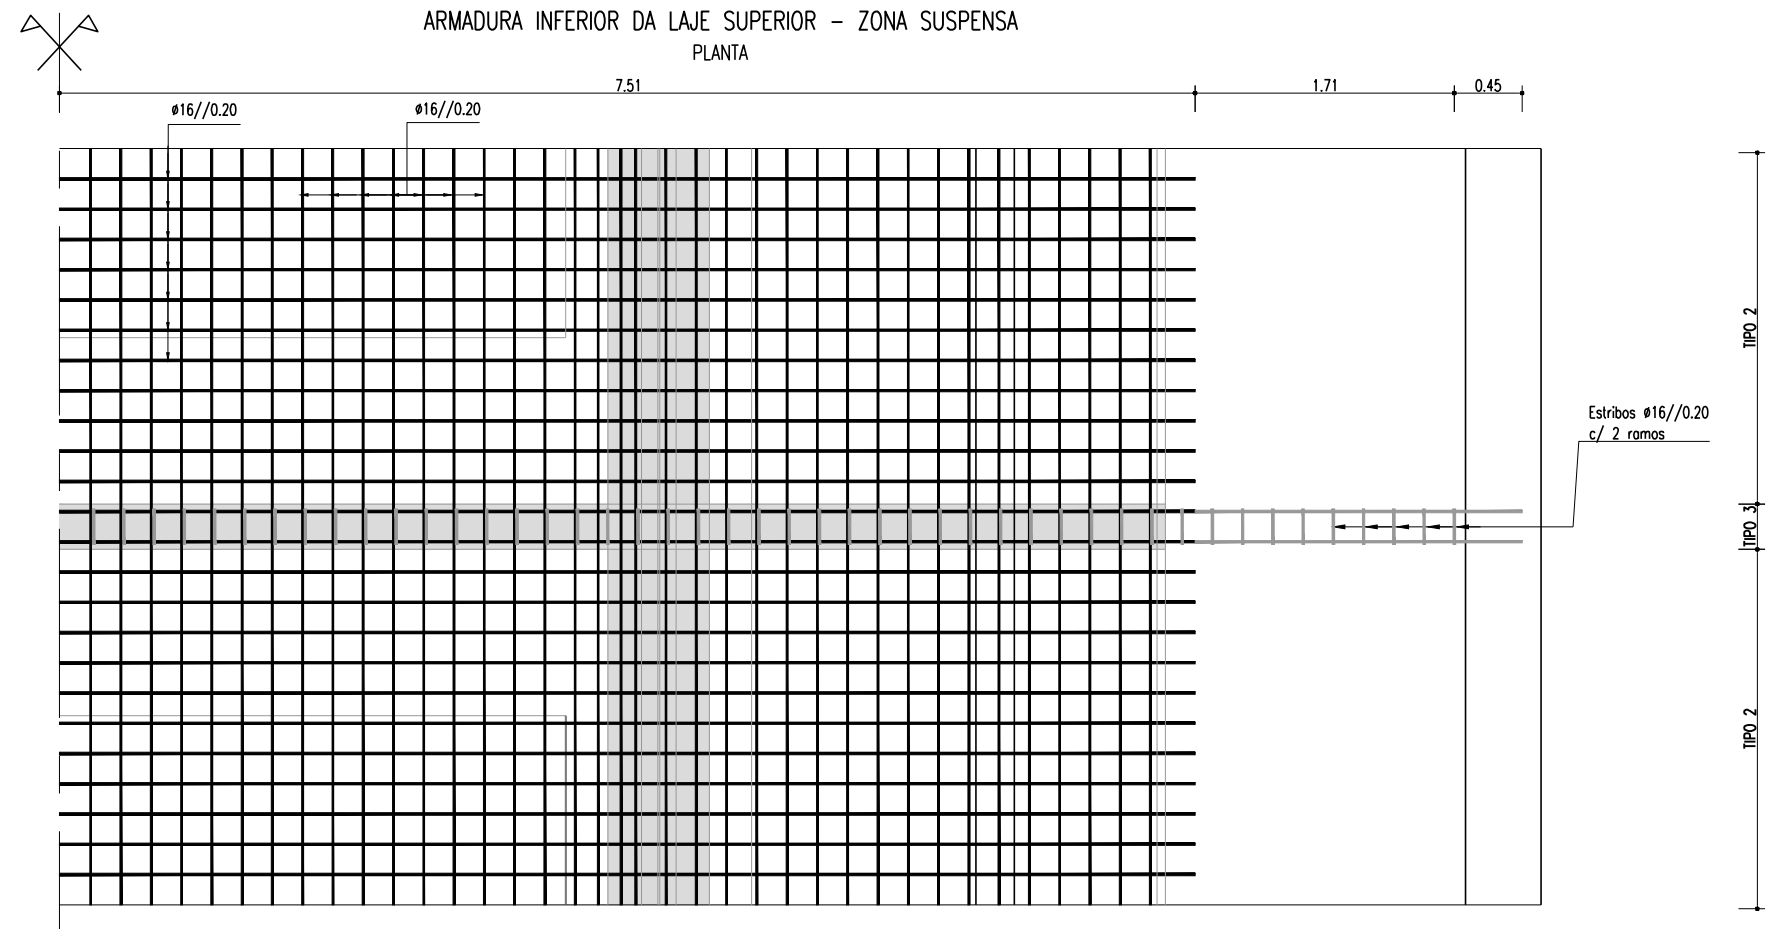 ARMADURA INFERIOR DA LAJE SUPERIOR - ZONA SUSPENSA
PLANTA
7.51
1.71
0.45
ø16//0.20
ø16//0.20
TIPO 2
Estribos ø16//0.20
c/ 2 ramos
TIPO 3
TIPO 2